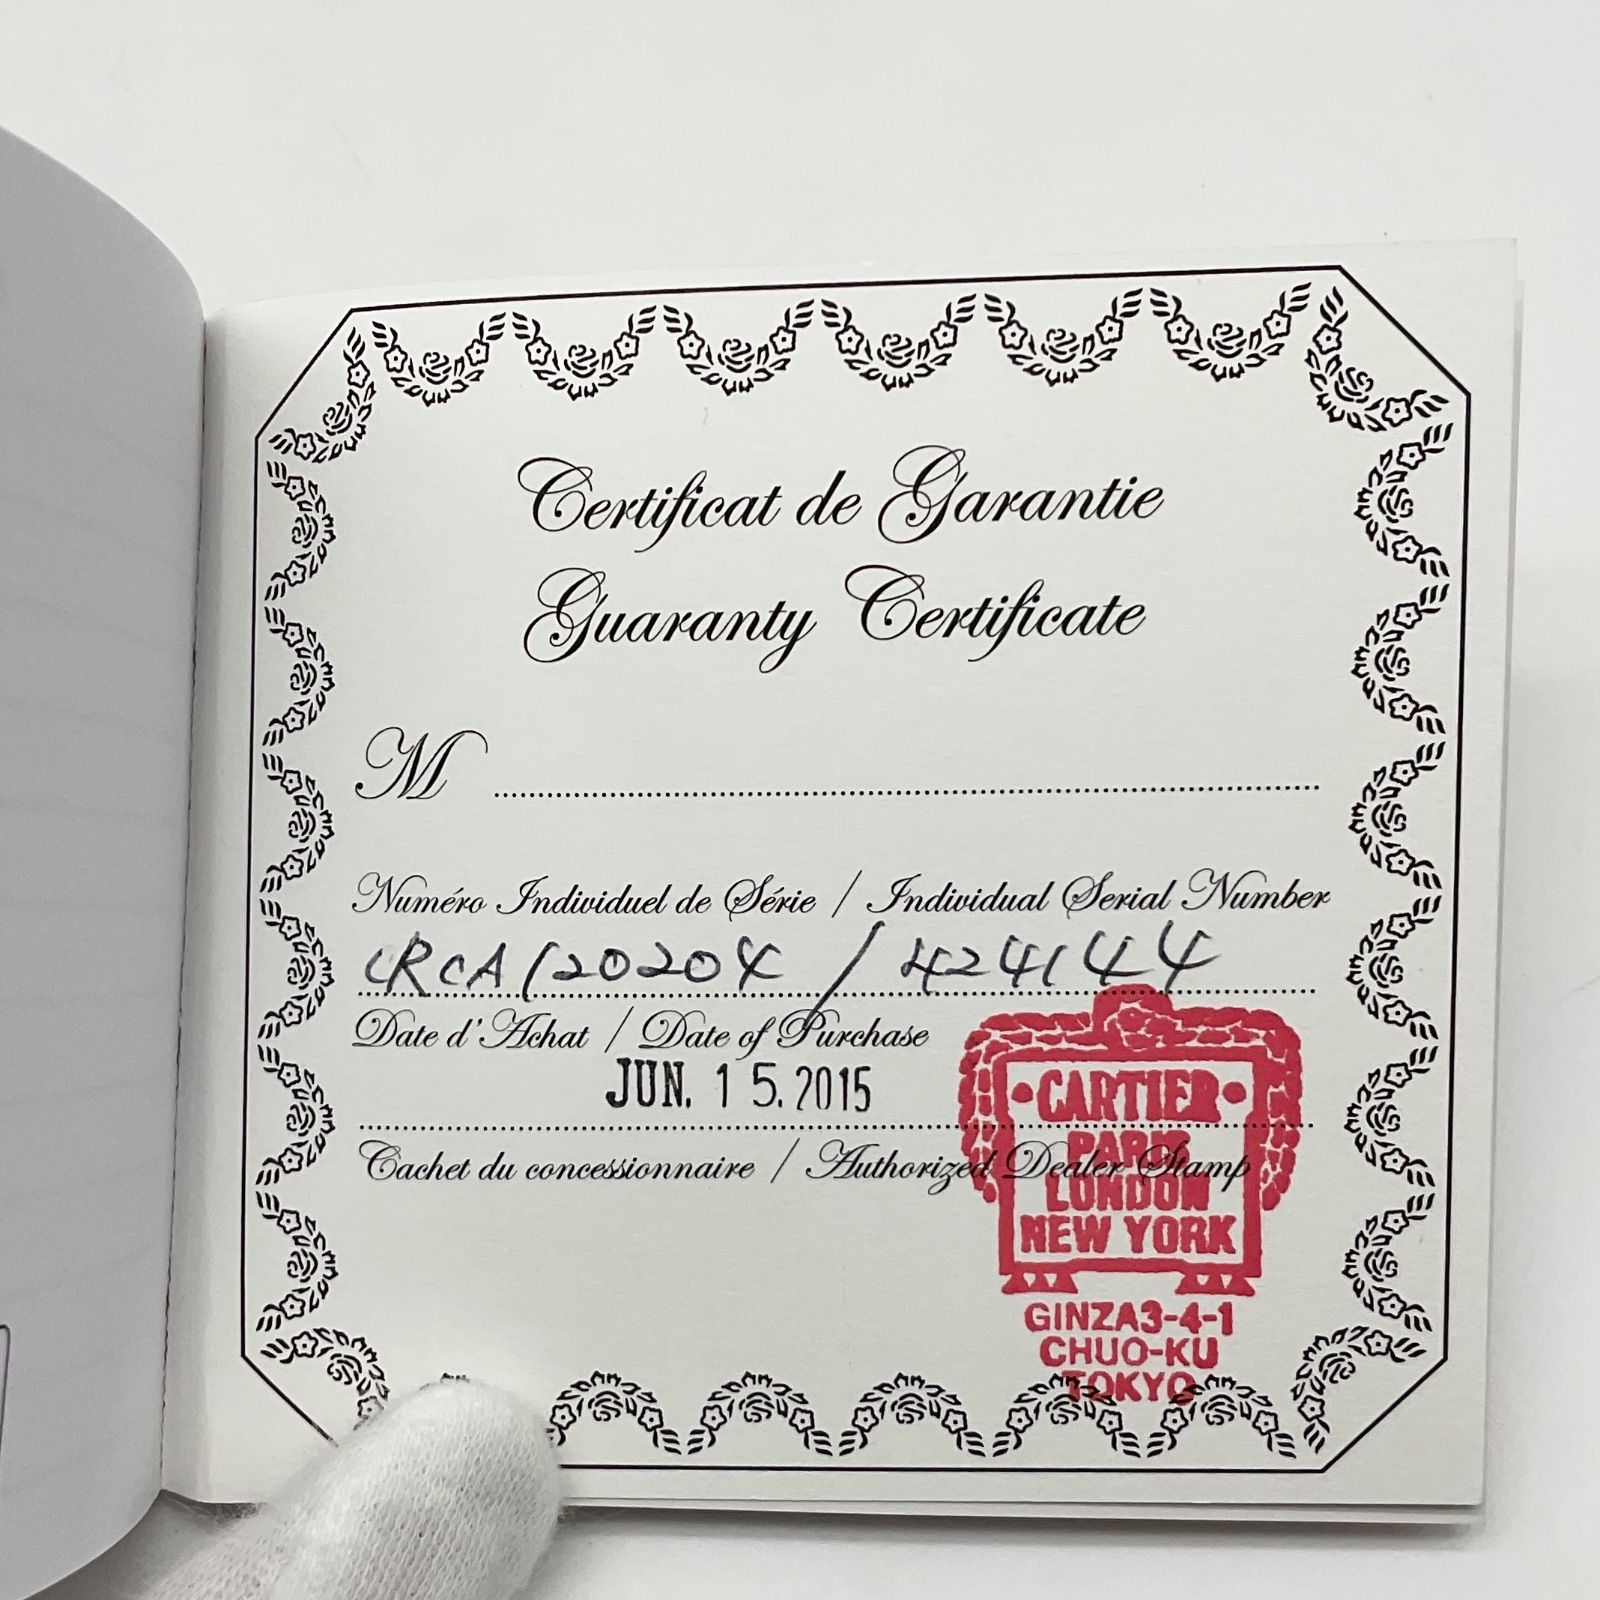 Certificat de Garantie
Guaranty Certificate
M
Numéro Individuel de Série / Individual Serial Number
CRCA120204 / 424144
Date d'Achat / Date of Purchase
JUN. 15. 2015
Cachet du concessionnaire / Authorized Dealer Stamp
• CARTIER •
PARIS
LONDON
NEW YORK
GINZA3-4-1
CHUO-KU
TOKYO